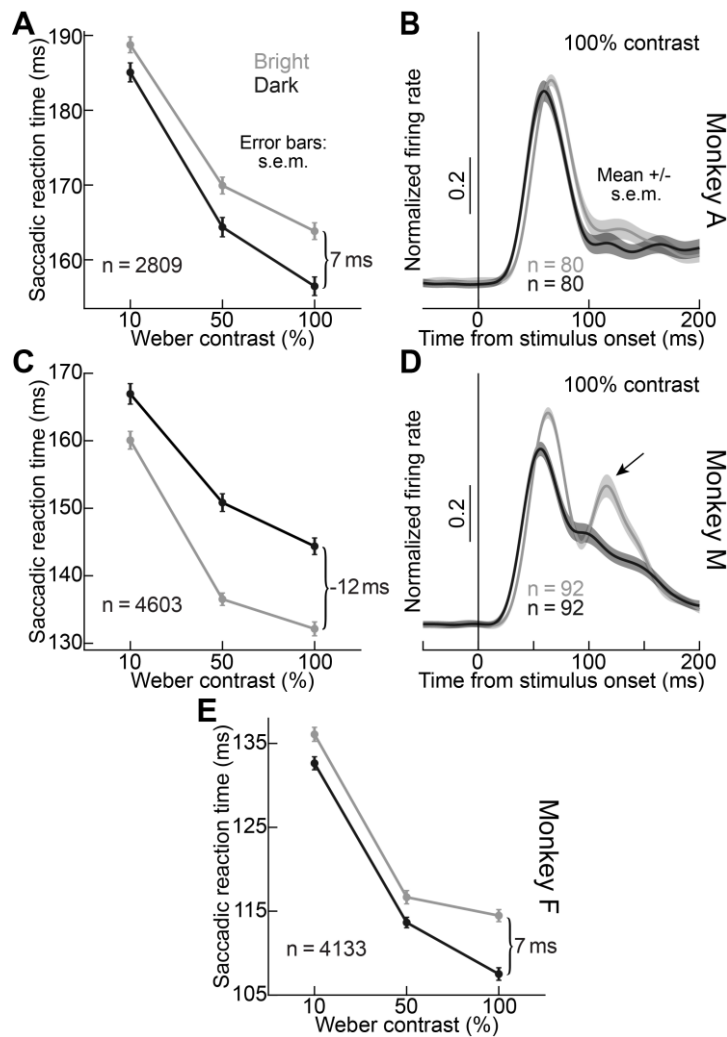 A
Saccadic reaction time (ms)
190
180
170
160
Bright
Dark
Error bars:
s.e.m.
7 ms
n = 2809
10
50
100
Weber contrast (%)
B
100% contrast
Normalized firing rate
0.2
Mean +/-
s.e.m.
n = 80
n = 80
0
100
200
Time from stimulus onset (ms)
Monkey A
C
Saccadic reaction time (ms)
170
160
150
140
130
-12 ms
n = 4603
10
50
100
Weber contrast (%)
D
100% contrast
Normalized firing rate
0.2
n = 92
n = 92
0
100
200
Time from stimulus onset (ms)
Monkey M
E
Saccadic reaction time (ms)
135
125
115
105
7 ms
n = 4133
10
50
100
Weber contrast (%)
Monkey F